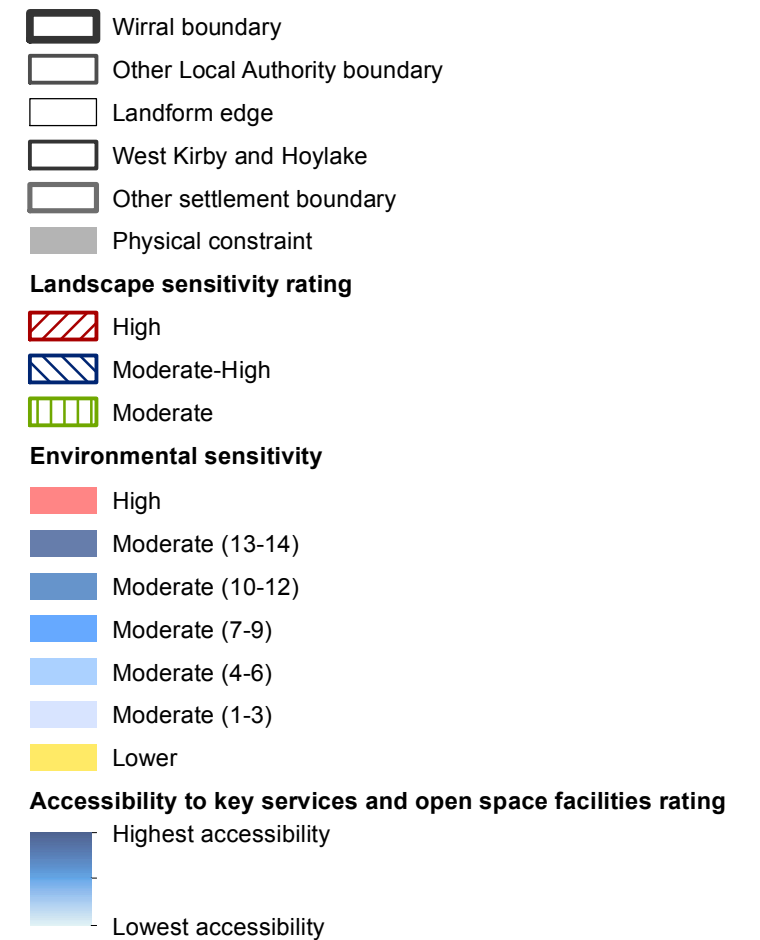 Wirral boundary
Other Local Authority boundary
Landform edge
West Kirby and Hoylake
Other settlement boundary
Physical constraint
Landscape sensitivity rating
High
Moderate-High
Moderate
Environmental sensitivity
High
Moderate (13-14)
Moderate (10-12)
Moderate (7-9)
Moderate (4-6)
Moderate (1-3)
Lower
Accessibility to key services and open space facilities rating
Highest accessibility
Lowest accessibility